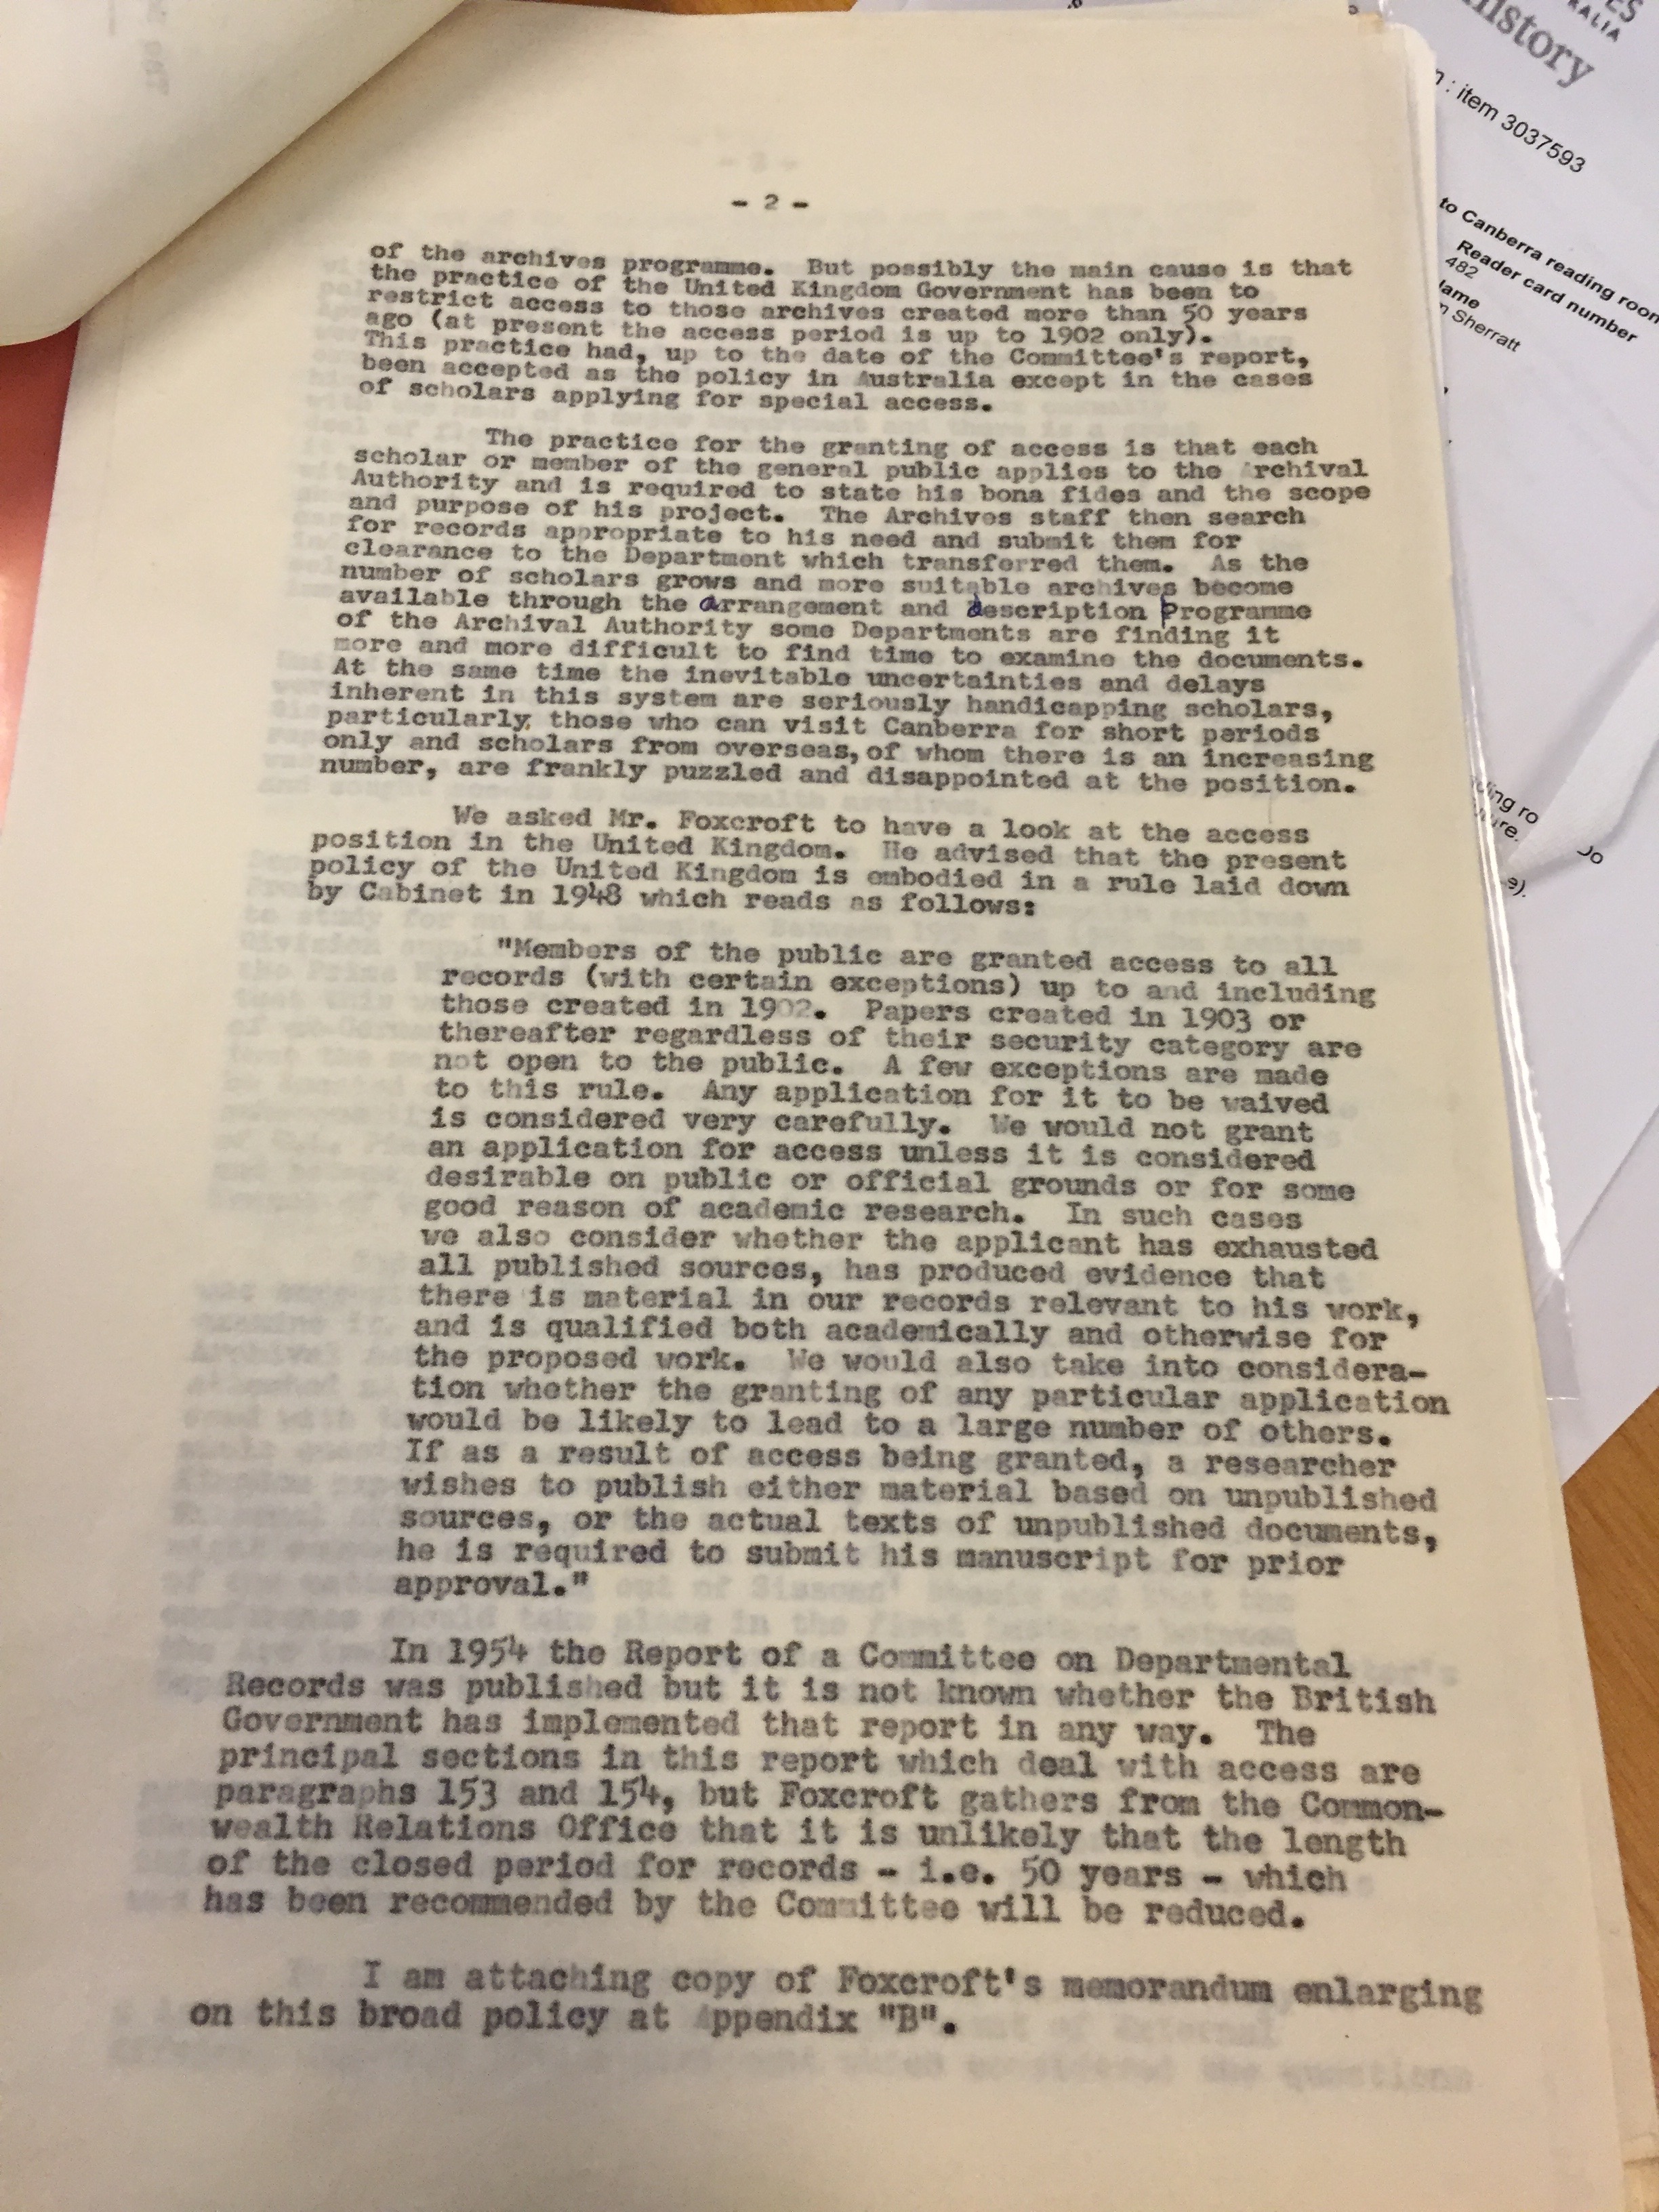 - 2 -
of the archives programme. But possibly the main cause is that
the practice of the United Kingdom Government has been to
restrict access to those archives created more than 50 years
ago (at present the access period is up to 1902 only).
This practice had, up to the date of the Committee's report,
been accepted as the policy in Australia except in the cases
of scholars applying for special access.
The practice for the granting of access is that each
scholar or member of the general public applies to the Archival
Authority and is required to state his bona fides and the scope
and purpose of his project. The Archives staff then search
for records appropriate to his need and submit them for
clearance to the Department which transferred them. As the
number of scholars grows and more suitable archives become
available through the arrangement and description programme
of the Archival Authority some Departments are finding it
more and more difficult to find time to examine the documents.
At the same time the inevitable uncertainties and delays
inherent in this system are seriously handicapping scholars,
particularly those who can visit Canberra for short periods
only and scholars from overseas, of whom there is an increasing
number, are frankly puzzled and disappointed at the position.
We asked Mr. Foxcroft to have a look at the access
position in the United Kingdom. He advised that the present
policy of the United Kingdom is embodied in a rule laid down
by Cabinet in 1948 which reads as follows:
"Members of the public are granted access to all
records (with certain exceptions) up to and including
those created in 1902. Papers created in 1903 or
thereafter regardless of their security category are
not open to the public. A few exceptions are made
to this rule. Any application for it to be waived
is considered very carefully. We would not grant
an application for access unless it is considered
desirable on public or official grounds or for some
good reason of academic research. In such cases
we also consider whether the applicant has exhausted
all published sources, has produced evidence that
there is material in our records relevant to his work,
and is qualified both academically and otherwise for
the proposed work. We would also take into considera-
tion whether the granting of any particular application
would be likely to lead to a large number of others.
If as a result of access being granted, a researcher
wishes to publish either material based on unpublished
sources, or the actual texts of unpublished documents,
he is required to submit his manuscript for prior
approval."
In 1954 the Report of a Committee on Departmental
Records was published but it is not known whether the British
Government has implemented that report in any way. The
principal sections in this report which deal with access are
paragraphs 153 and 154, but Foxcroft gathers from the Common-
wealth Relations Office that it is unlikely that the length
of the closed period for records - i.e. 50 years - which
has been recommended by the Committee will be reduced.
I am attaching copy of Foxcroft's memorandum enlarging
on this broad policy at Appendix "B".
history
: item 3037593
to Canberra reading room
Reader card number
482
Sherratt